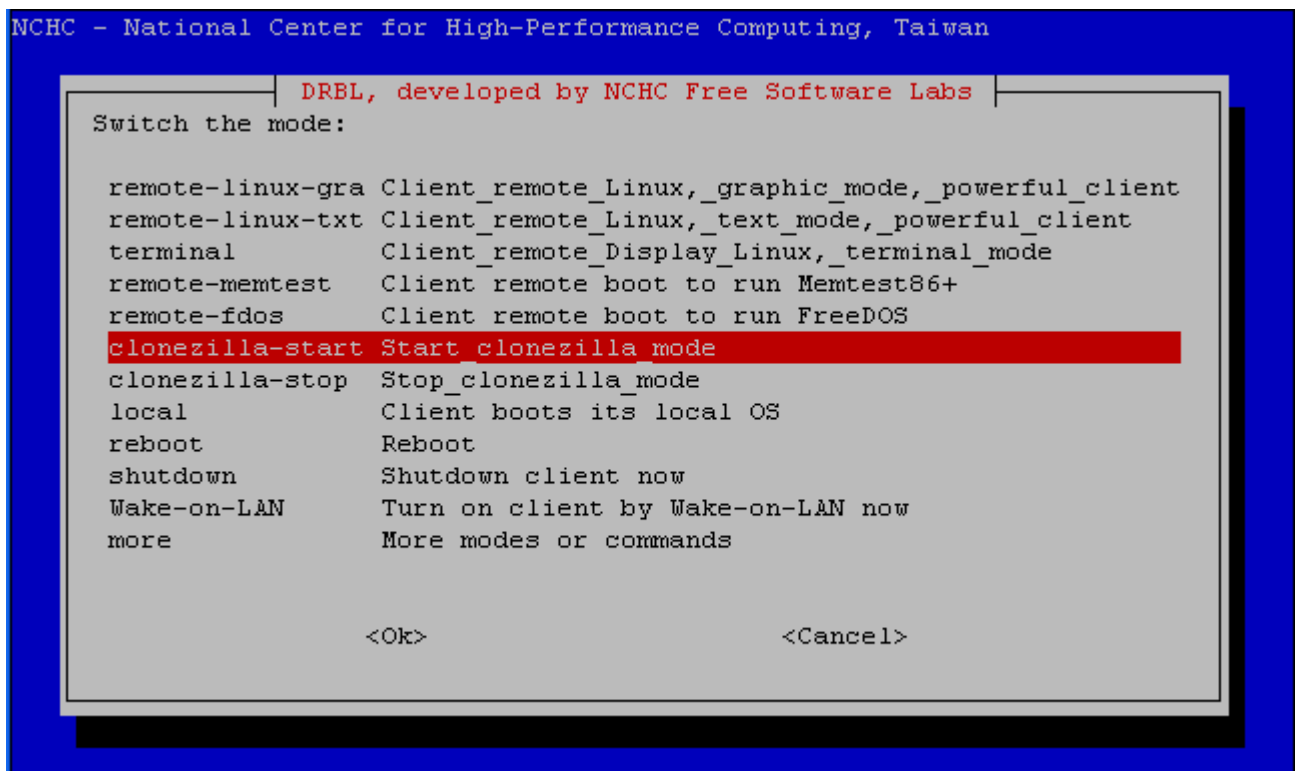 NCHC - National Center for High-Performance Computing, Taiwan
DRBL, developed by NCHC Free Software Labs
Switch the mode:
remote-linux-gra Client_remote_Linux,_graphic_mode,_powerful_client
remote-linux-txt Client_remote_Linux,_text_mode,_powerful_client
terminal Client_remote_Display_Linux,_terminal_mode
remote-memtest Client remote boot to run Memtest86+
remote-fdos Client remote boot to run FreeDOS
clonezilla-start Start_clonezilla_mode
clonezilla-stop Stop_clonezilla_mode
local Client boots its local OS
reboot Reboot
shutdown Shutdown client now
Wake-on-LAN Turn on client by Wake-on-LAN now
more More modes or commands
<Ok> <Cancel>